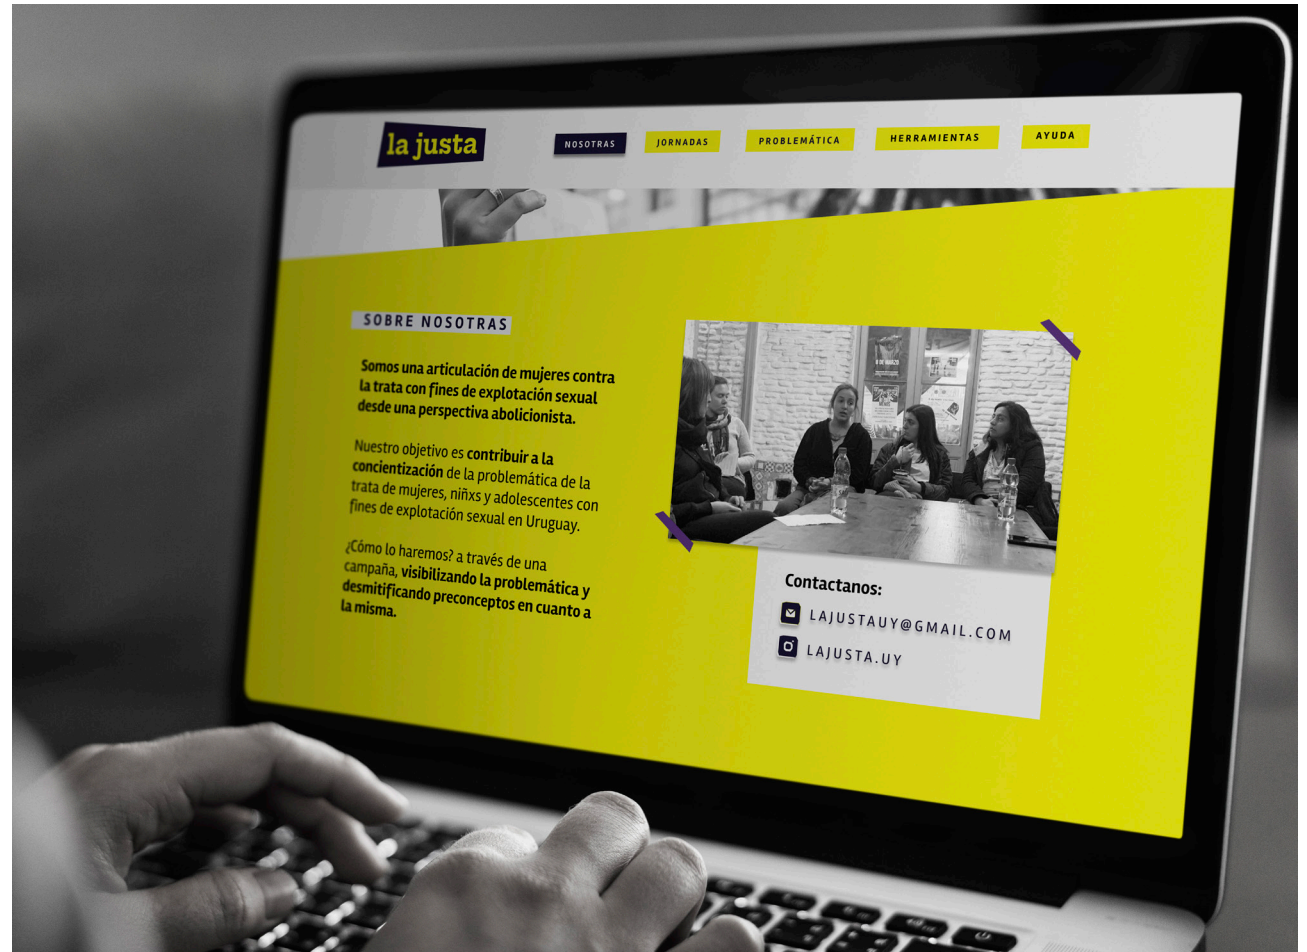 la justa
NOSOTRAS
JORNADAS
PROBLEMÁTICA
HERRAMIENTAS
AYUDA
SOBRE NOSOTRAS
Somos una articulación de mujeres contra
la trata con fines de explotación sexual
desde una perspectiva abolicionista.
Nuestro objetivo es contribuir a la
concientización de la problemática de la
trata de mujeres, niñxs y adolescentes con
fines de explotación sexual en Uruguay.
¿Cómo lo haremos? a través de una
campaña, visibilizando la problemática y
desmitificando preconceptos en cuanto a
la misma.
Contactanos:
LAJUSTAUY@GMAIL.COM
LAJUSTA.UY